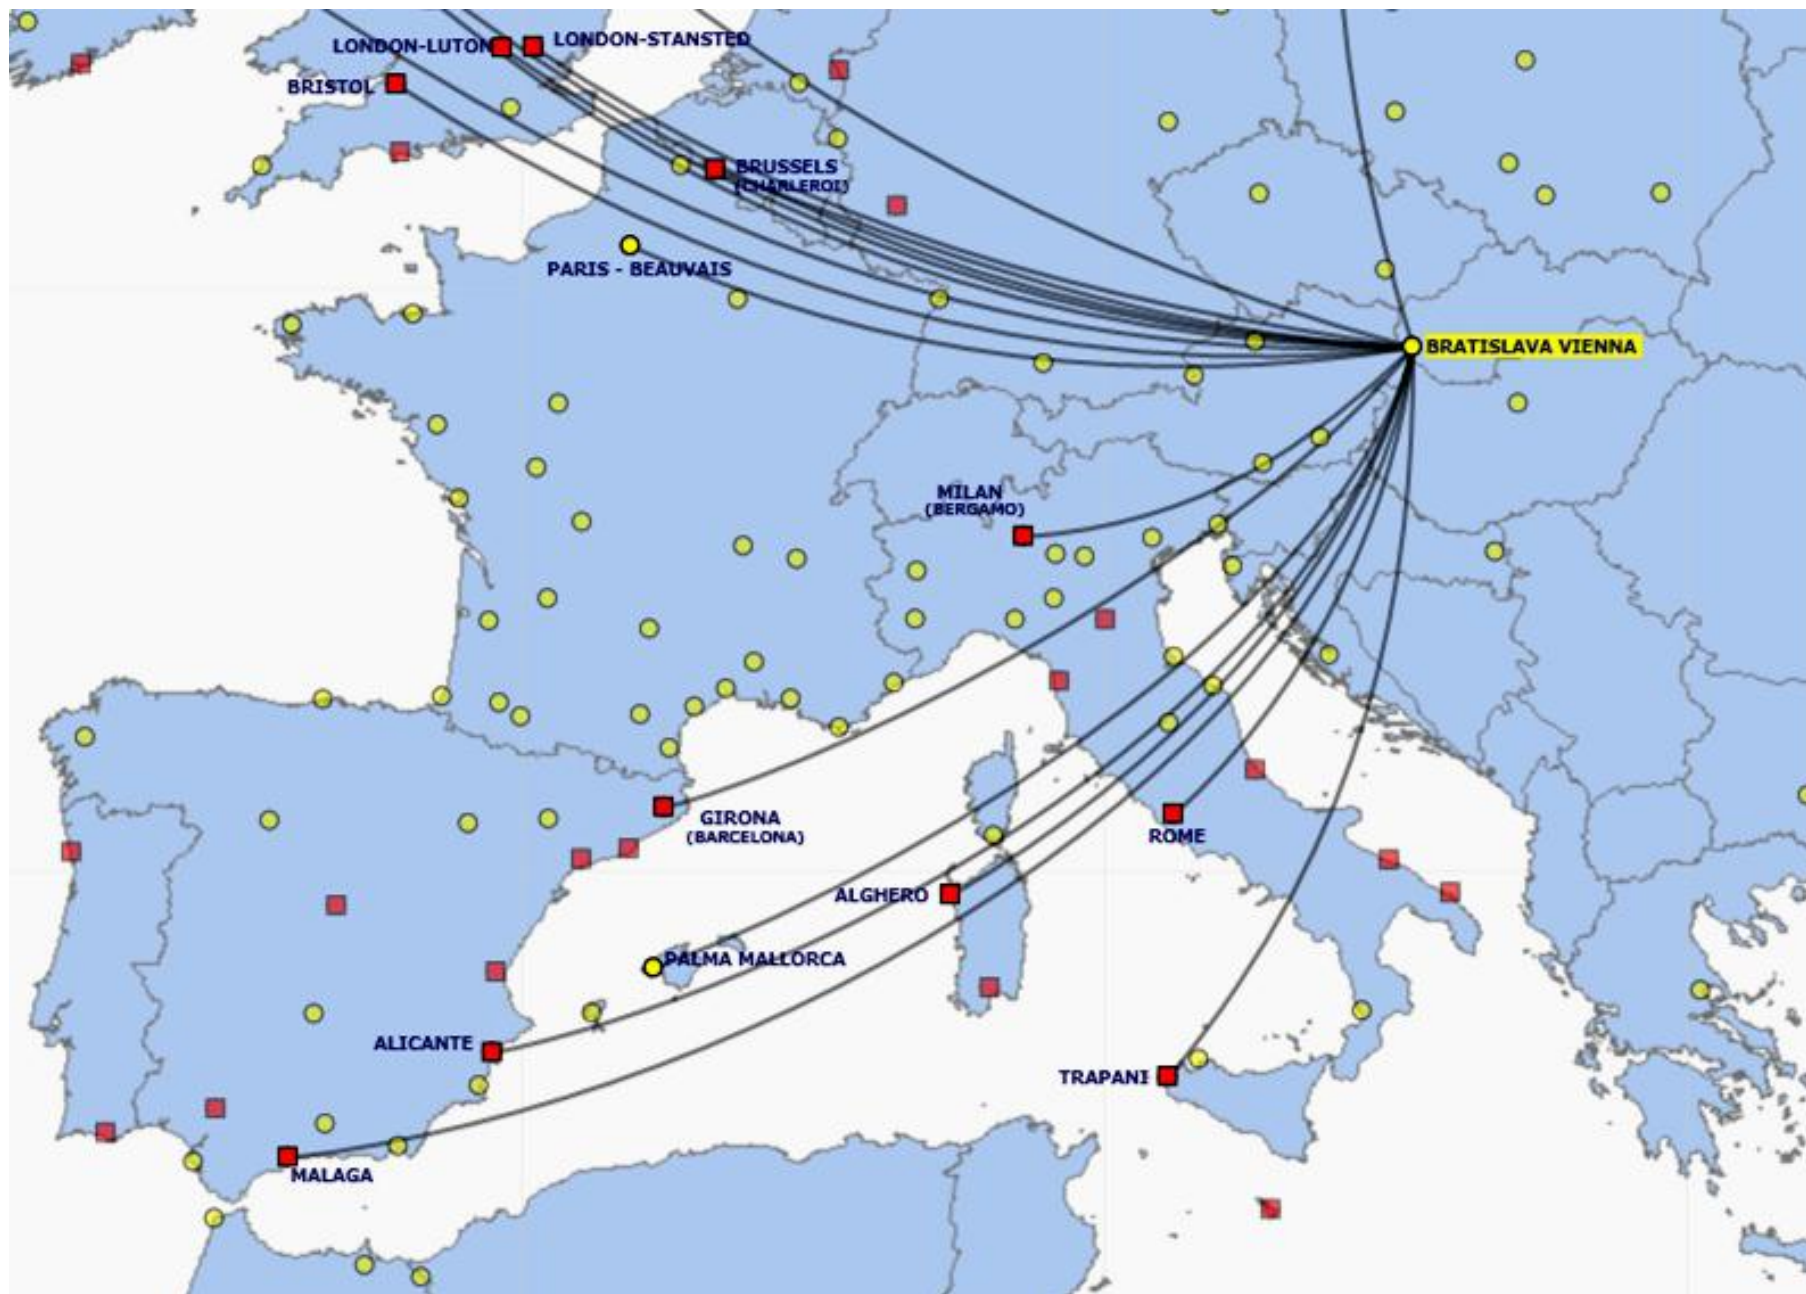 LONDON-LUTON
LONDON-STANSTED
BRISTOL
BRUSSELS
(CHARLEROI)
PARIS - BEAUVAIS
BRATISLAVA VIENNA
MILAN
(BERGAMO)
GIRONA
(BARCELONA)
ROME
ALGHERO
PALMA MALLORCA
ALICANTE
TRAPANI
MALAGA